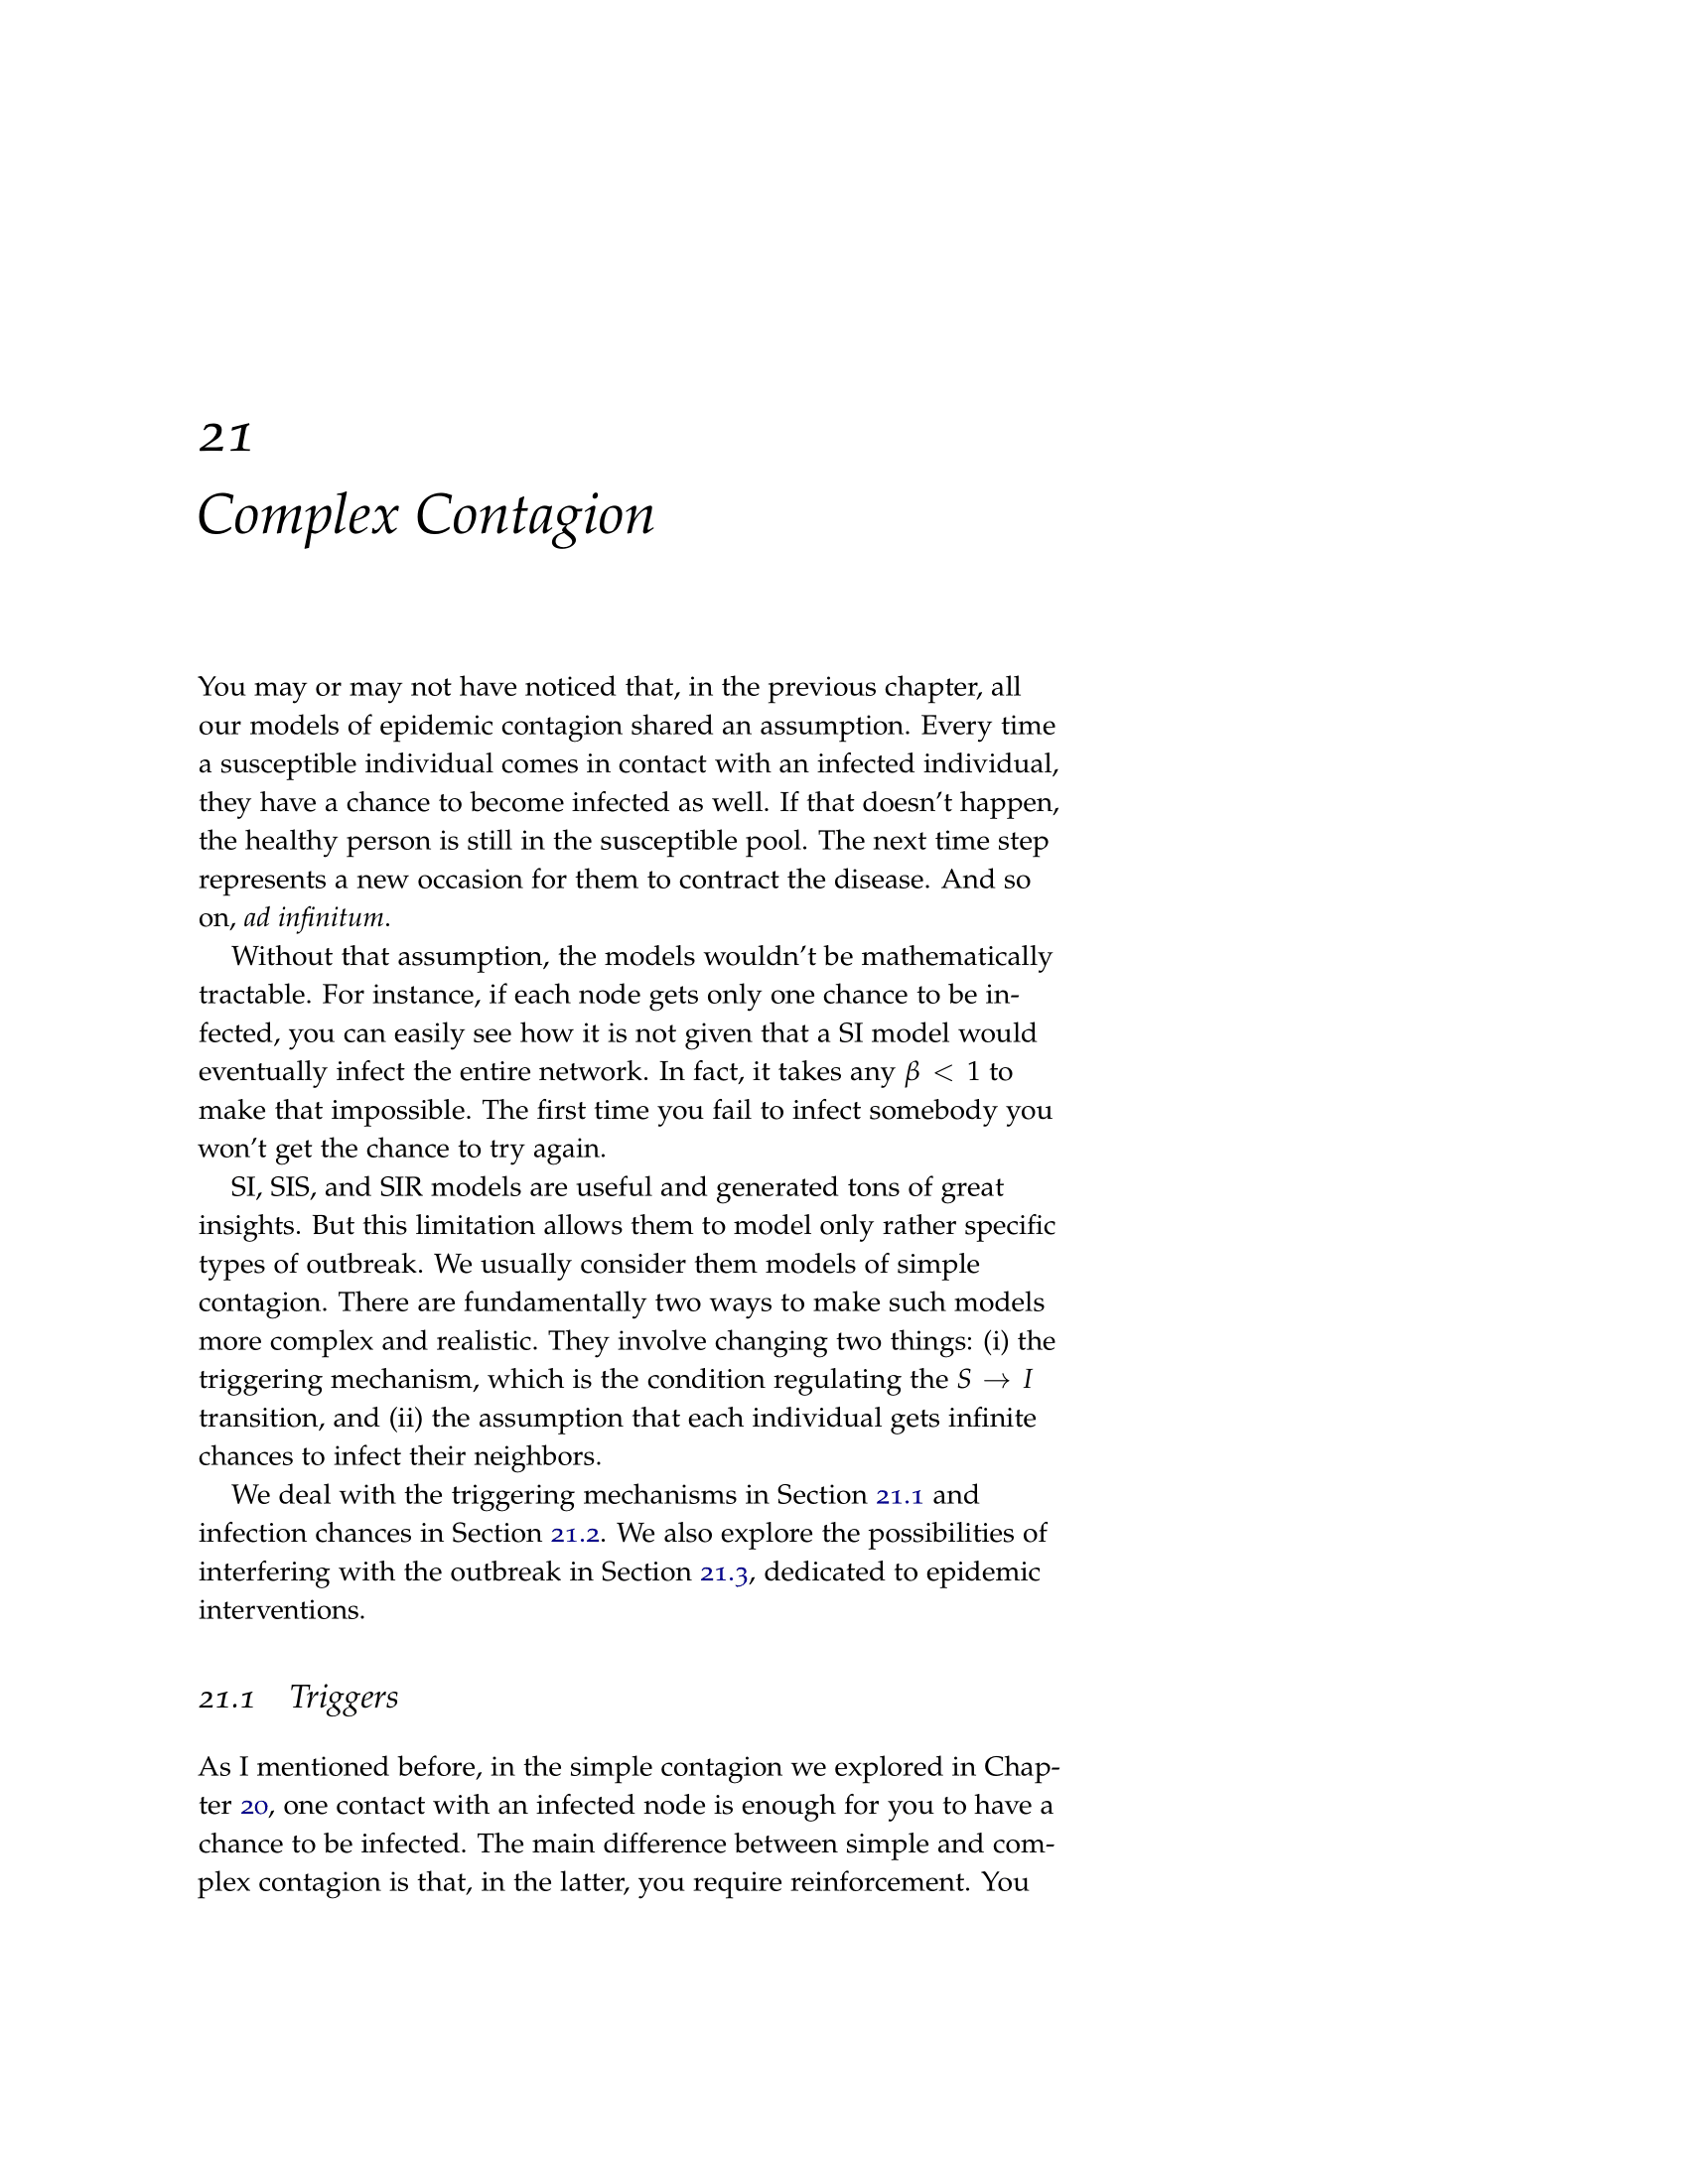 21
Complex Contagion
You may or may not have noticed that, in the previous chapter, all
our models of epidemic contagion shared an assumption. Every time
a susceptible individual comes in contact with an infected individual,
they have a chance to become infected as well. If that doesn't happen,
the healthy person is still in the susceptible pool. The next time step
represents a new occasion for them to contract the disease. And so
on, ad infinitum.
Without that assumption, the models wouldn't be mathematically
tractable. For instance, if each node gets only one chance to be in-
fected, you can easily see how it is not given that a SI model would
eventually infect the entire network. In fact, it takes any β < 1 to
make that impossible. The first time you fail to infect somebody you
won't get the chance to try again.
SI, SIS, and SIR models are useful and generated tons of great
insights. But this limitation allows them to model only rather specific
types of outbreak. We usually consider them models of simple
contagion. There are fundamentally two ways to make such models
more complex and realistic. They involve changing two things: (i) the
triggering mechanism, which is the condition regulating the S → I
transition, and (ii) the assumption that each individual gets infinite
chances to infect their neighbors.
We deal with the triggering mechanisms in Section 21.1 and
infection chances in Section 21.2. We also explore the possibilities of
interfering with the outbreak in Section 21.3, dedicated to epidemic
interventions.
21.1 Triggers
As I mentioned before, in the simple contagion we explored in Chap-
ter 20, one contact with an infected node is enough for you to have a
chance to be infected. The main difference between simple and com-
plex contagion is that, in the latter, you require reinforcement. You